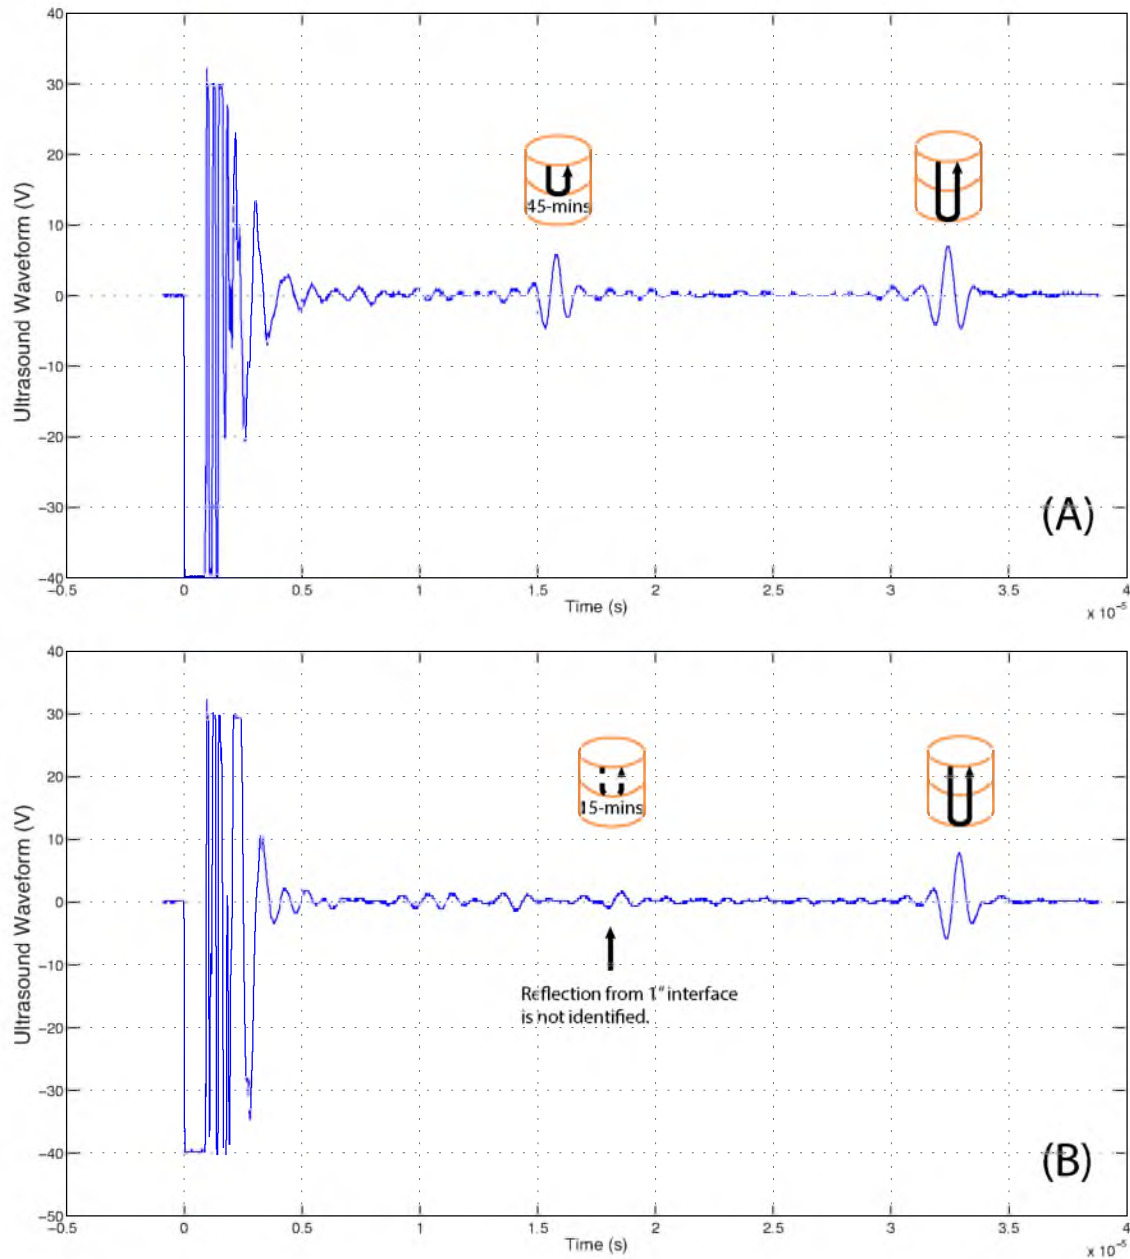 40
30
20
10
0
−10
−20
−30
−40
Ultrasound Waveform (V)
45-mins
(A)
−0.5 0 0.5 1 1.5 2 2.5 3 3.5 4
Time (s)
x 10⁻⁵
40
30
20
10
0
−10
−20
−30
−40
−50
Ultrasound Waveform (V)
15-mins
Reflection from 1" interface
is not identified.
(B)
−0.5 0 0.5 1 1.5 2 2.5 3 3.5 4
Time (s)
x 10⁻⁵